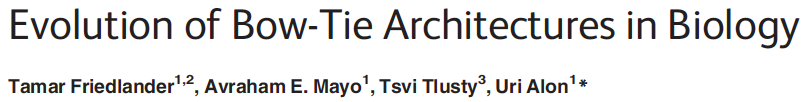 Evolution of Bow-Tie Architectures in Biology
Tamar Friedlander1,2, Avraham E. Mayo1, Tsvi Tlusty3, Uri Alon1*